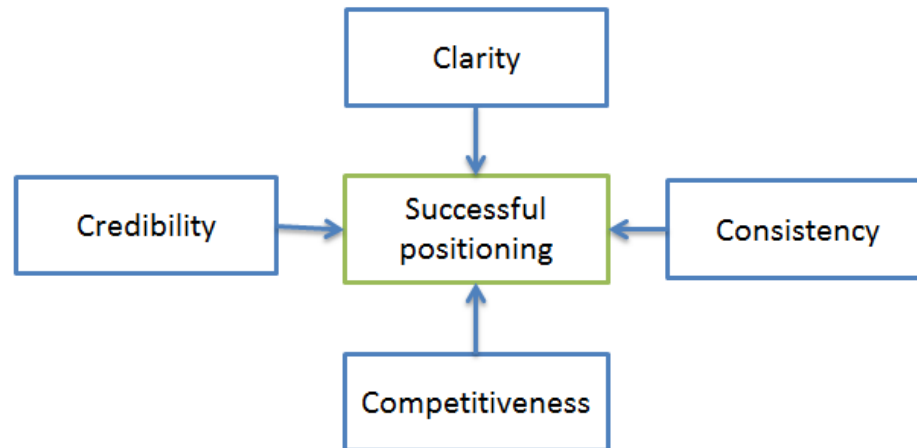 Clarity
Credibility
Successful
positioning
Consistency
Competitiveness